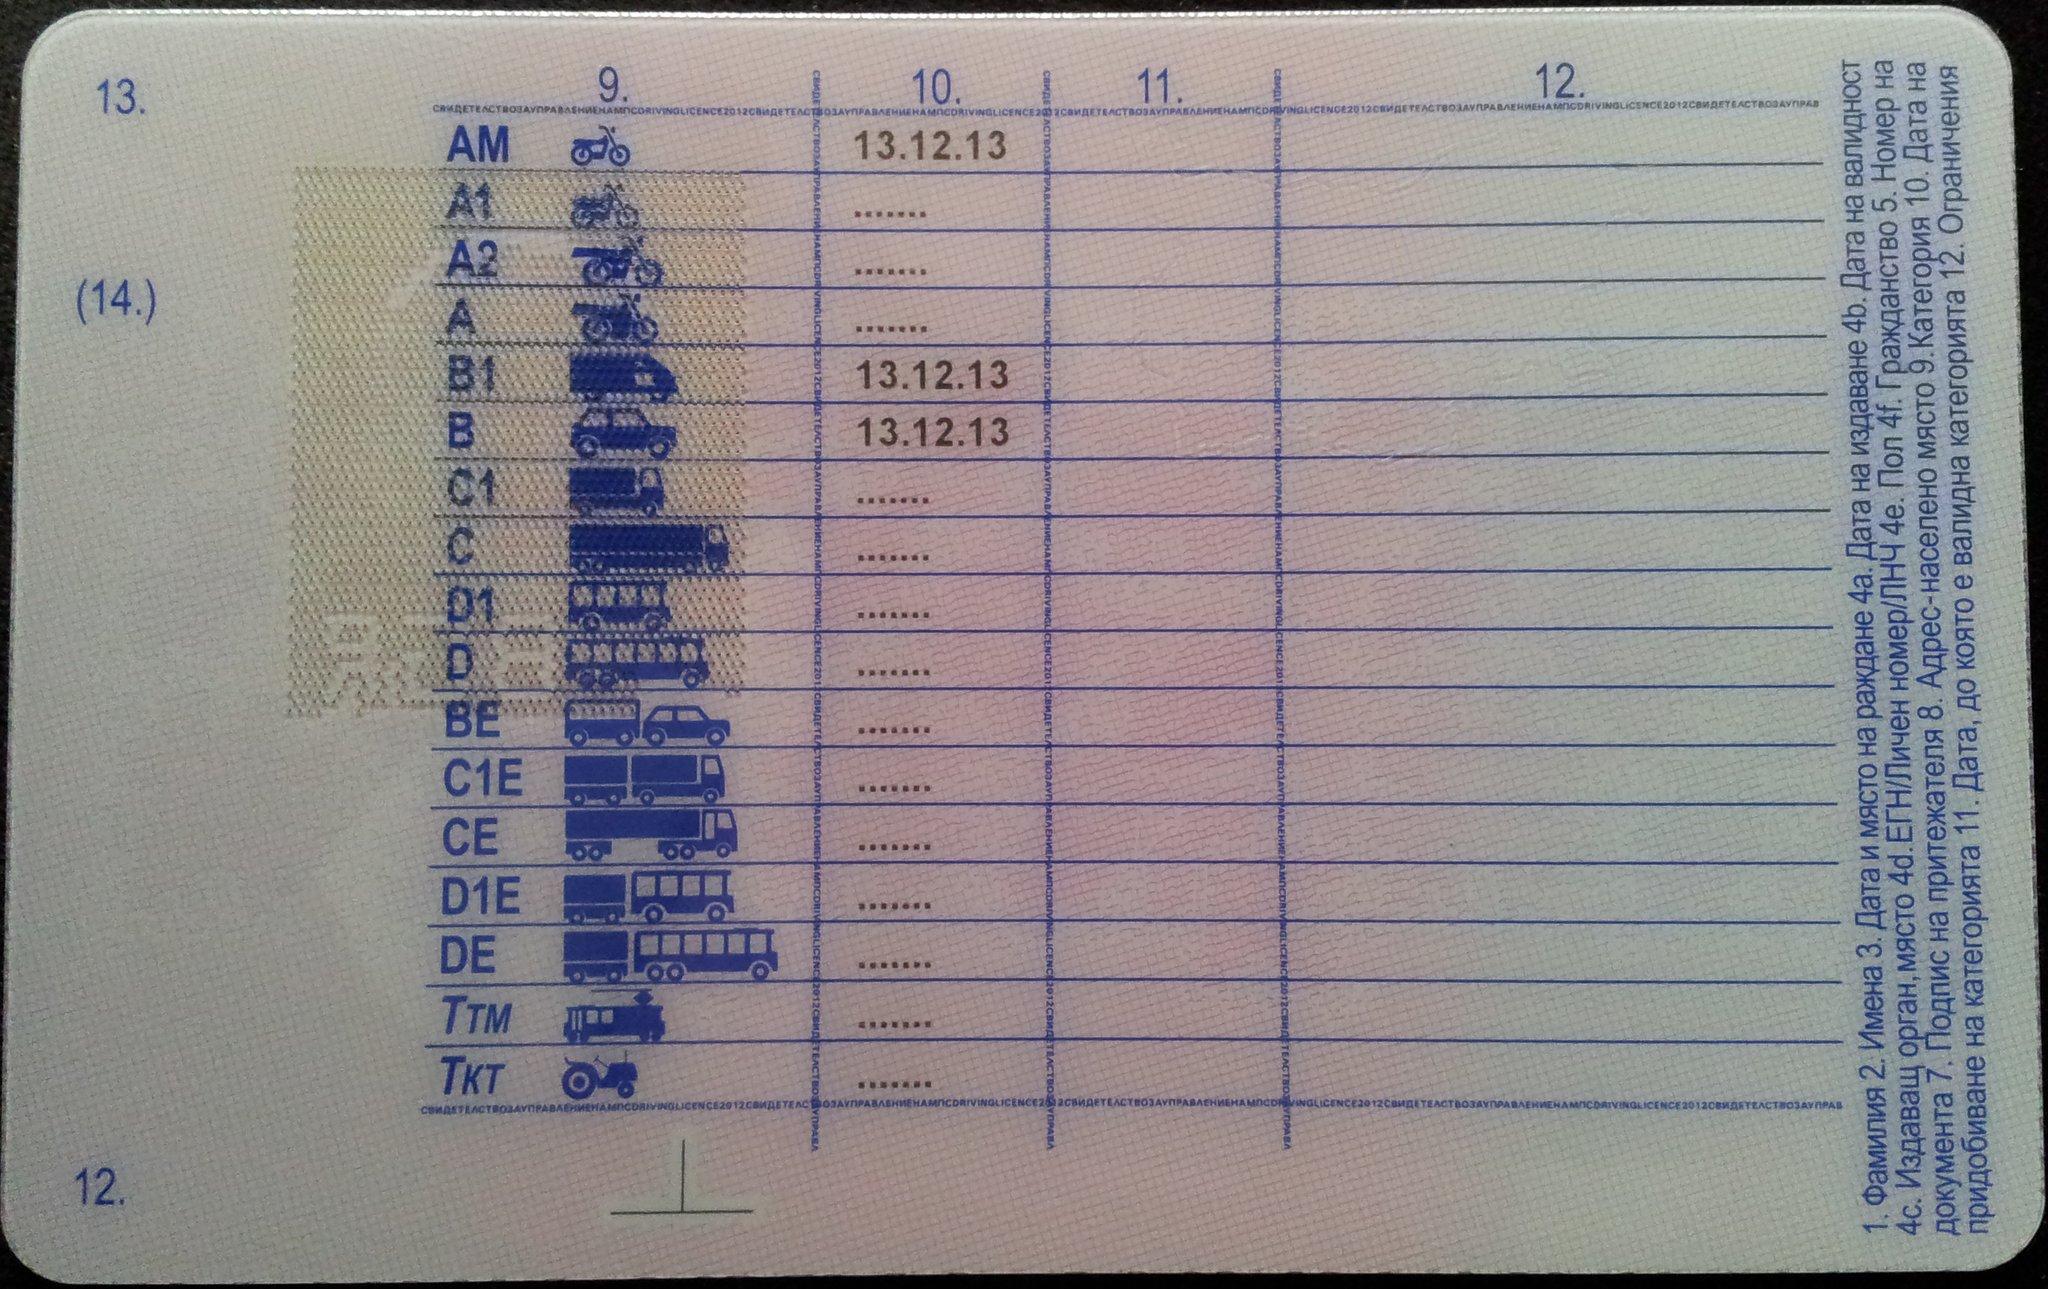 13.
9. 10. 11. 12.
СВИДЕТЕЛСТВОЗАУПРАВЛЕНИЕНАМПСDRIVINGLICENCE2012СВИДЕТЕЛСТВОЗАУПРАВЛЕНИЕНАМПСDRIVINGLICENCE2012СВИДЕТЕЛСТВОЗАУПРАВЛЕНИЕНАМПСDRIVINGLICENCE2012СВИДЕТЕЛСТВОЗАУПРАВ
AM 13.12.13
A1 .......
A2 .......
(14.)
A .......
B1 13.12.13
B 13.12.13
C1 .......
C .......
D1 .......
D .......
BE .......
C1E .......
CE .......
D1E .......
DE .......
Ттм .......
Ткт .......
СВИДЕТЕЛСТВОЗАУПРАВЛЕНИЕНАМПСDRIVINGLICENCE2012СВИДЕТЕЛСТВОЗАУПРАВЛЕНИЕНАМПСDRIVINGLICENCE2012СВИДЕТЕЛСТВОЗАУПРАВЛЕНИЕНАМПСDRIVINGLICENCE2012СВИДЕТЕЛСТВОЗАУПРАВ
12.
1. Фамилия 2. Имена 3. Дата и място на раждане 4a. Дата на издаване 4b. Дата на валидност
4c. Издаващ орган, място 4d. ЕГН/Личен номер/ЛНЧ 4e. Пол 4f. Гражданство 5. Номер на
документа 7. Подпис на притежателя 8. Адрес-населено място 9. Категория 10. Дата на
придобиване на категорията 11. Дата, до която е валидна категорията 12. Ограничения